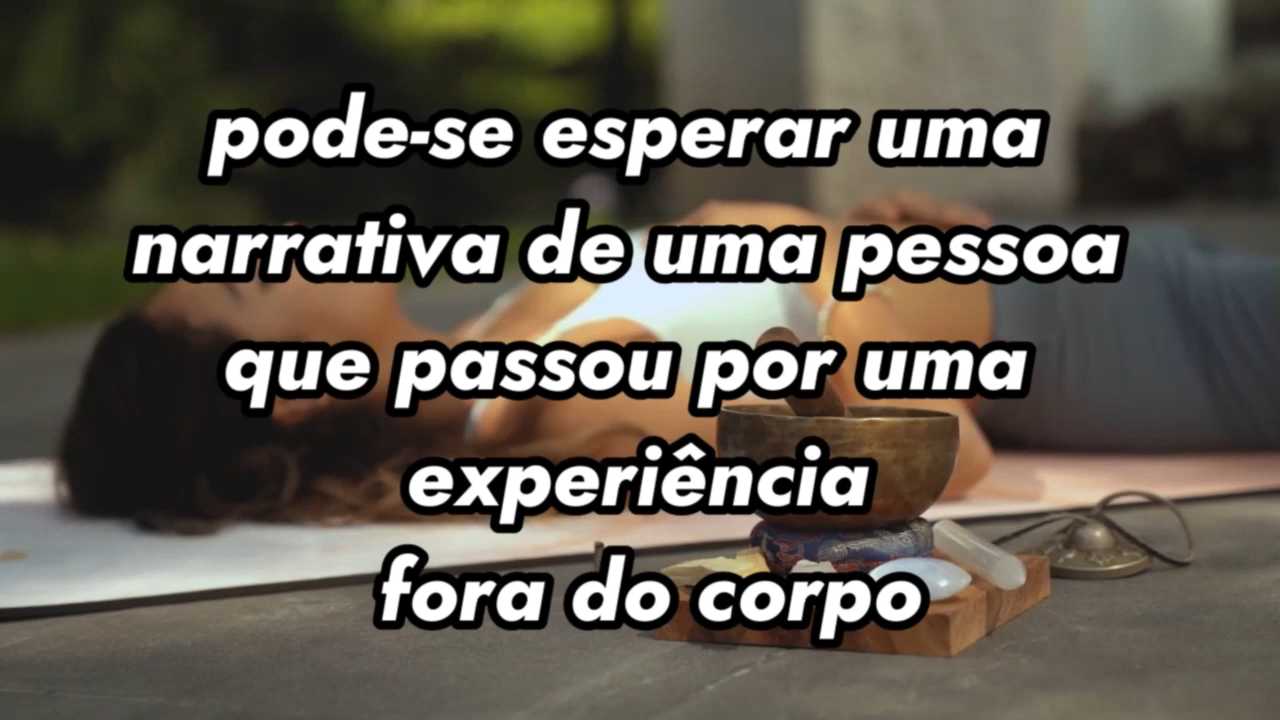 pode-se esperar uma
narrativa de uma pessoa
que passou por uma
experiência
fora do corpo